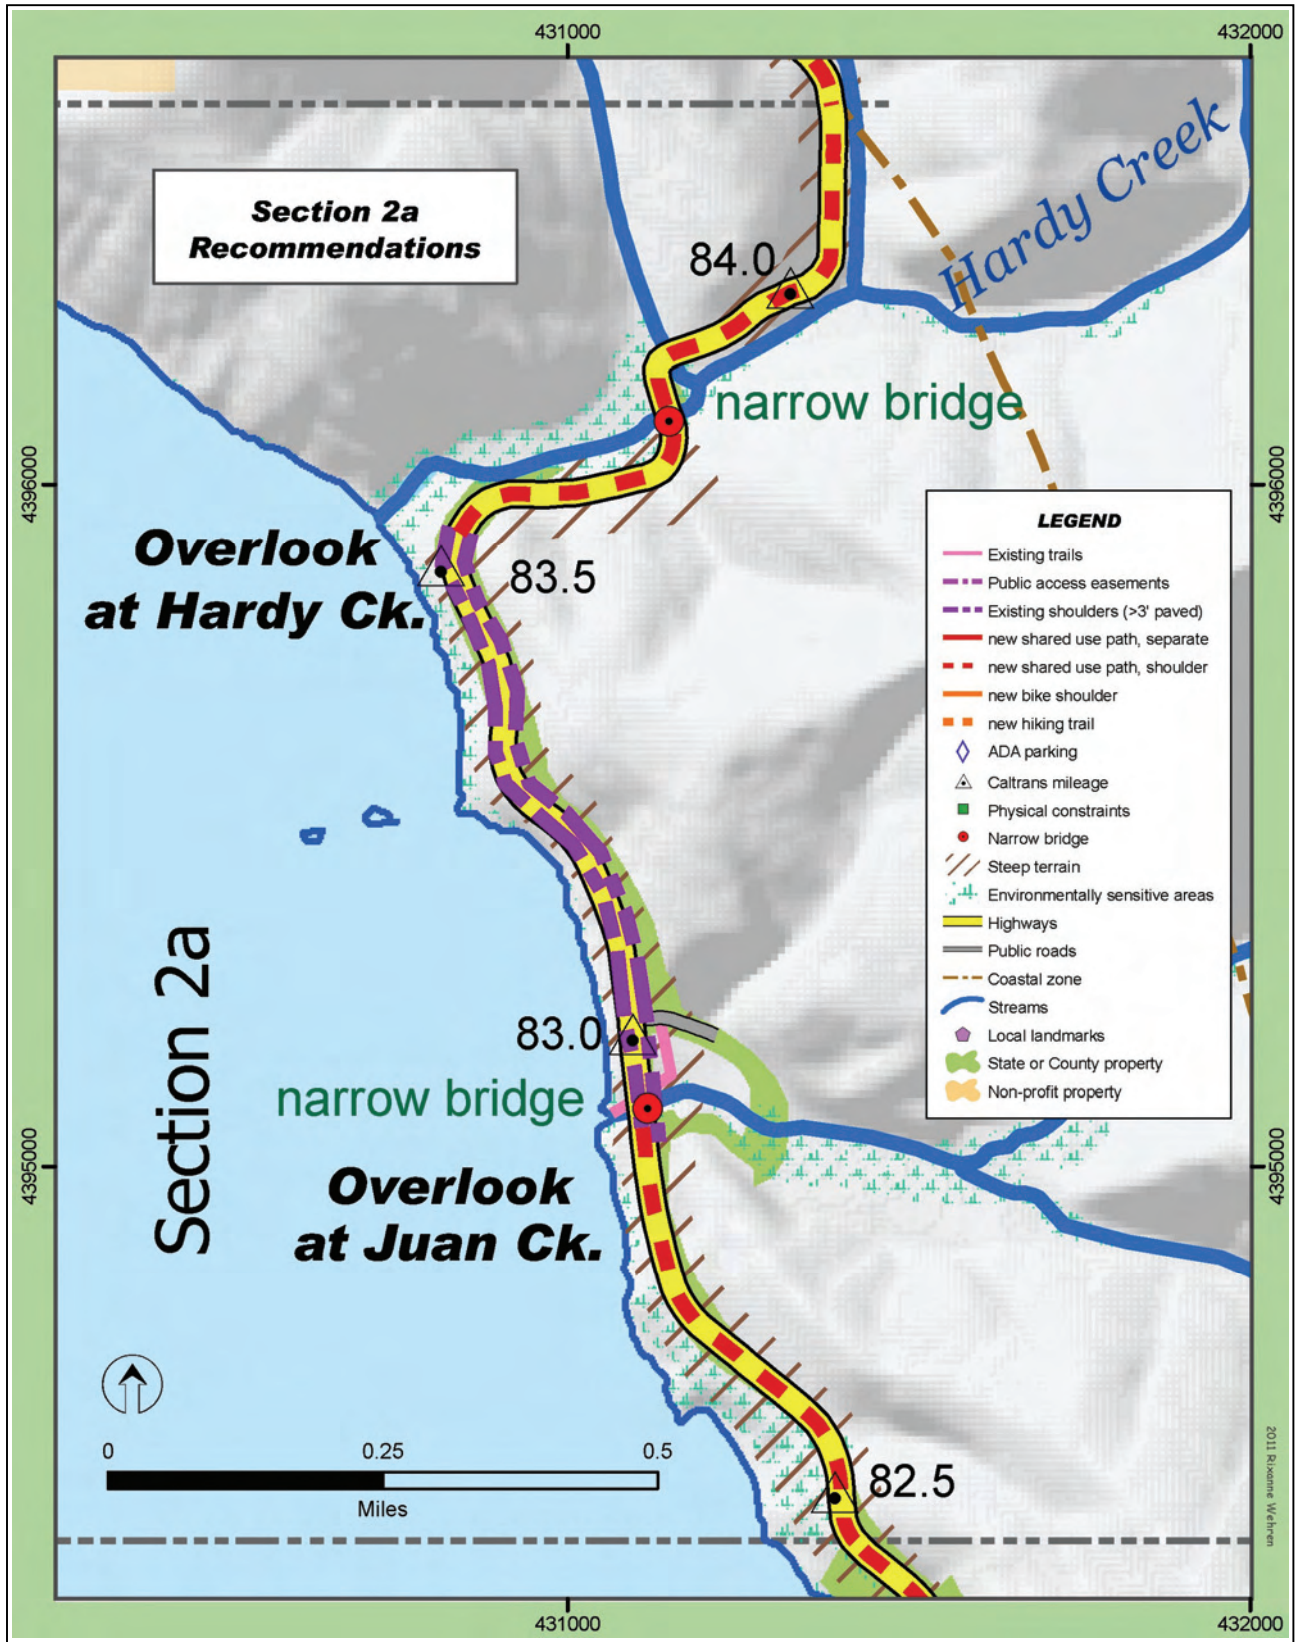 431000
432000
Section 2a
Recommendations
Hardy Creek
84.0
narrow bridge
4396000
4396000
Overlook
at Hardy Ck.
83.5
LEGEND
Existing trails
Public access easements
Existing shoulders (>3' paved)
new shared use path, separate
new shared use path, shoulder
new bike shoulder
new hiking trail
ADA parking
Caltrans mileage
Physical constraints
Narrow bridge
Steep terrain
Environmentally sensitive areas
Highways
Public roads
Coastal zone
Streams
Local landmarks
State or County property
Non-profit property
Section 2a
83.0
narrow bridge
4395000
4395000
Overlook
at Juan Ck.
82.5
0
0.25
0.5
Miles
2011 Rixanne Wehren
431000
432000